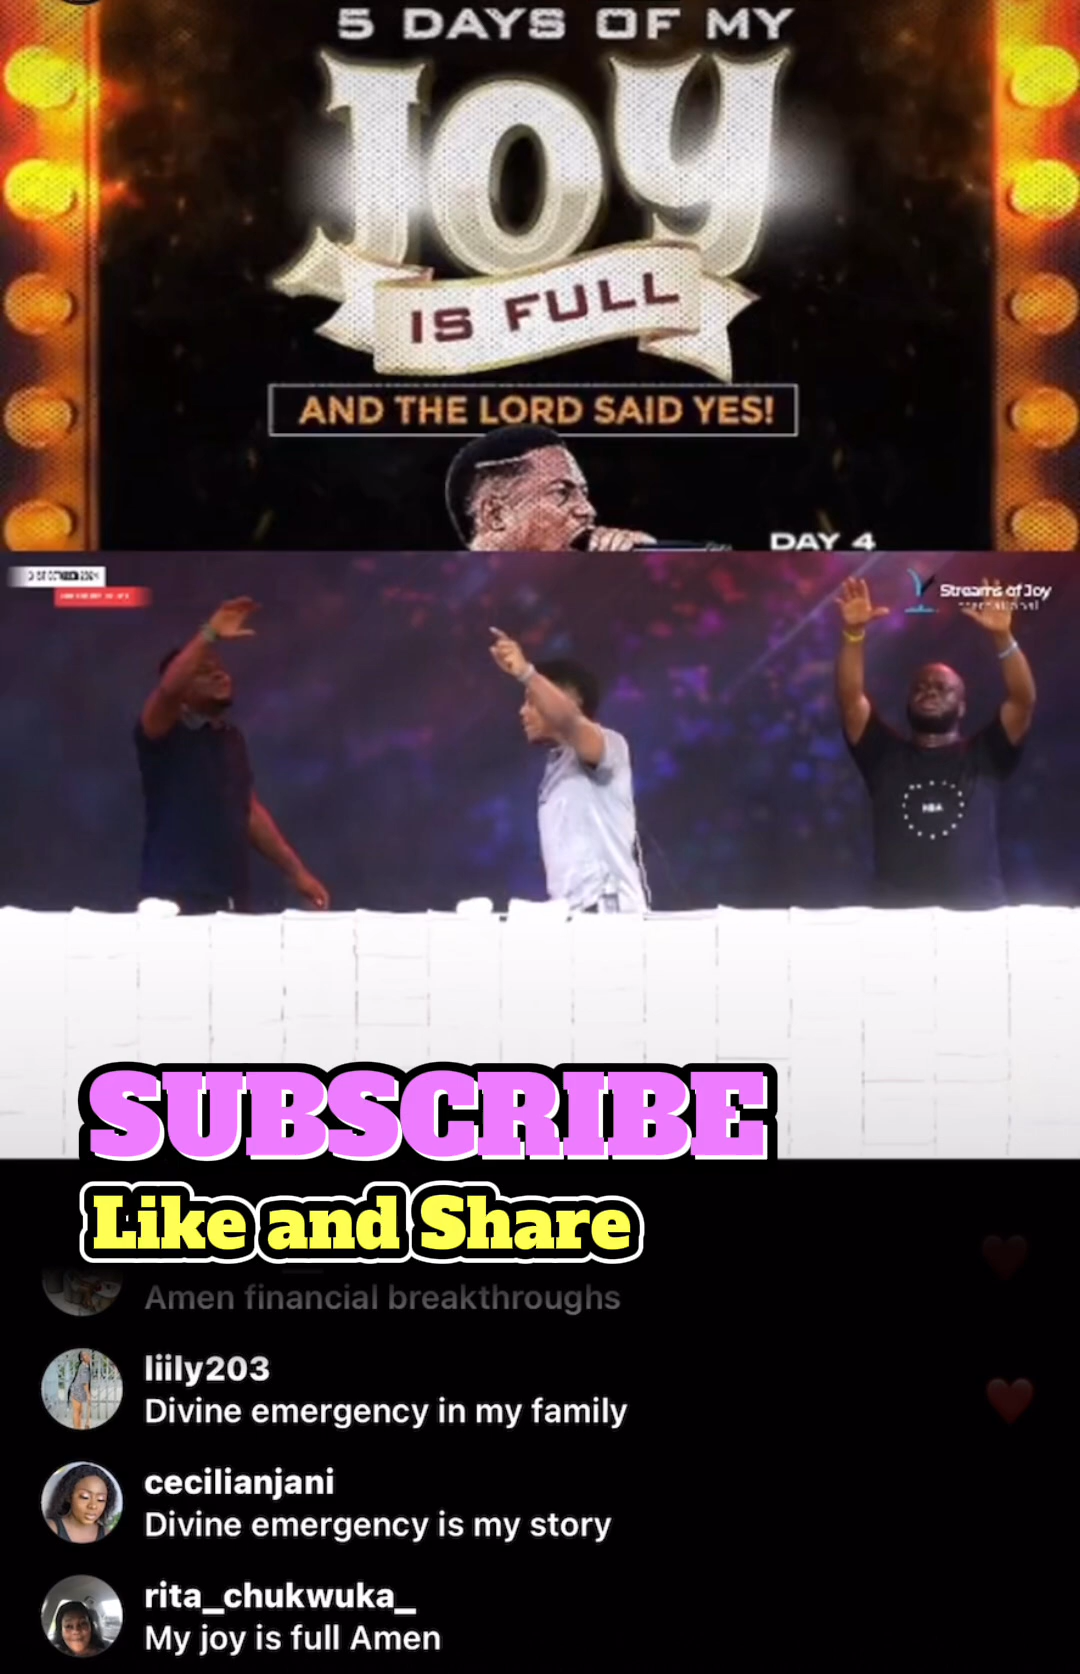 5 DAYS OF MY
JOY
IS FULL
AND THE LORD SAID YES!
DAY 4
Streams of Joy
SUBSCRIBE
Like and Share
Amen financial breakthroughs
liily203
Divine emergency in my family
cecilianjani
Divine emergency is my story
rita_chukwuka_
My joy is full Amen